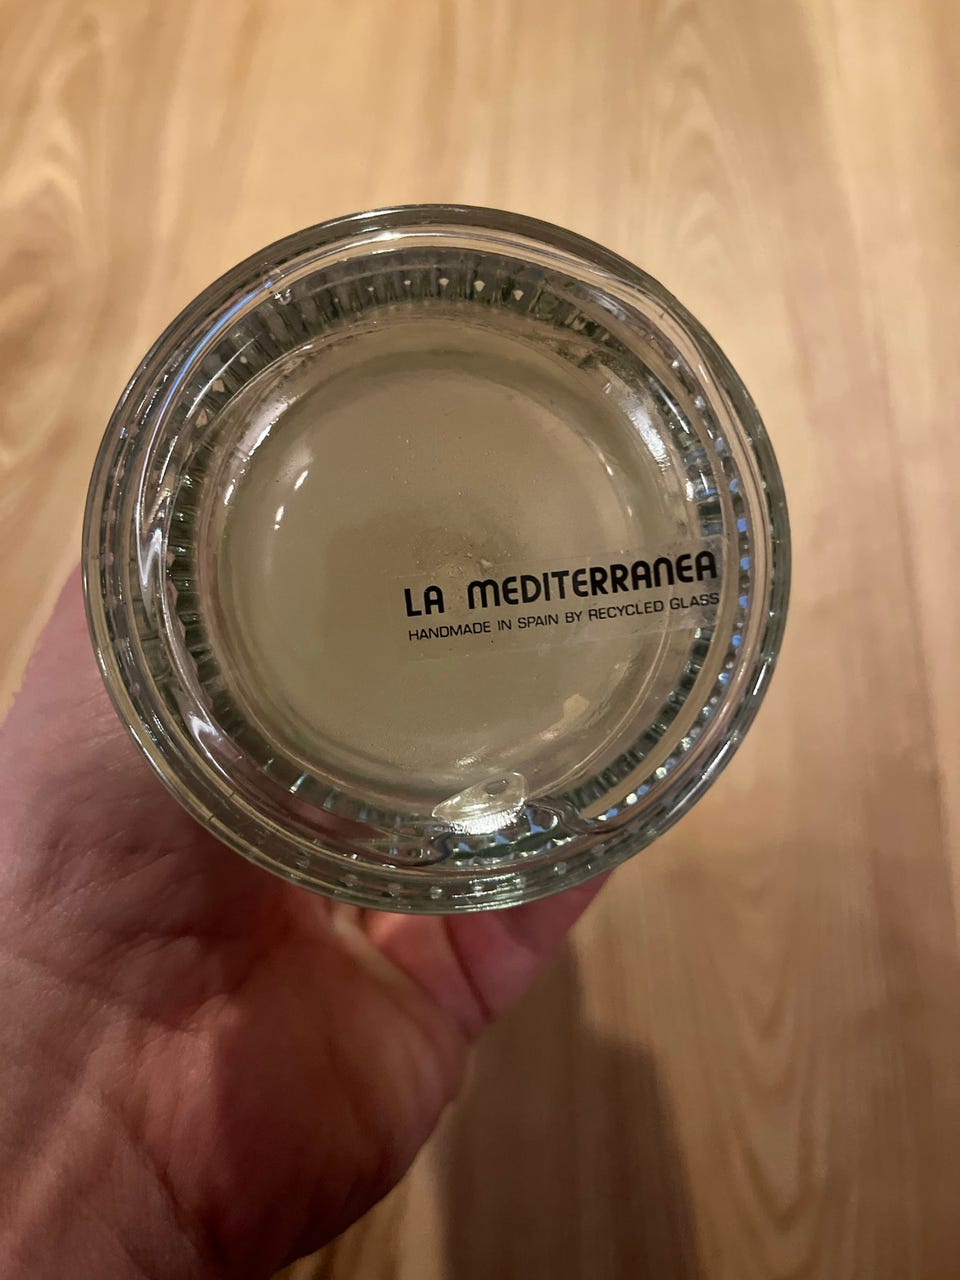 LA MEDITERRANEA
HANDMADE IN SPAIN BY RECYCLED GLASS